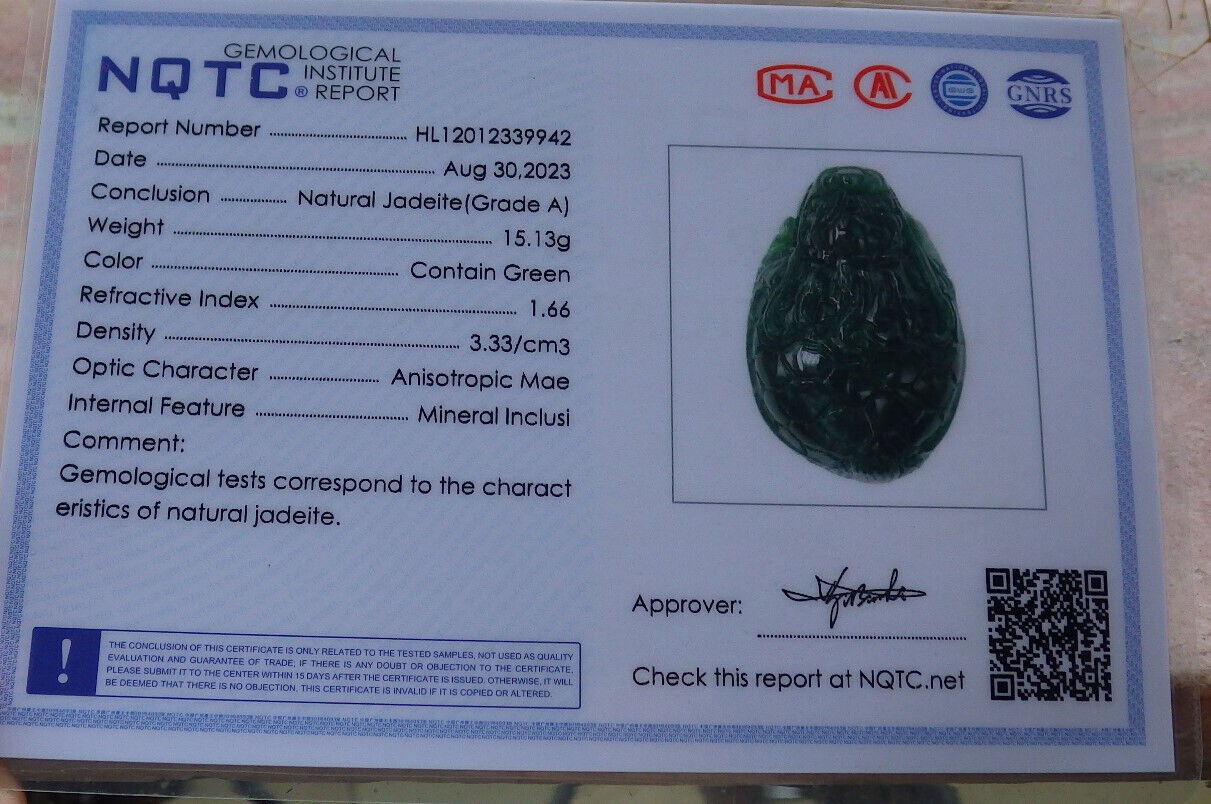 NQTC® GEMOLOGICAL INSTITUTE REPORT
MA
GNRS
Report Number ........ HL12012339942
Date ........ Aug 30,2023
Conclusion ........ Natural Jadeite(Grade A)
Weight ........ 15.13g
Color ........ Contain Green
Refractive Index ........ 1.66
Density ........ 3.33/cm3
Optic Character ........ Anisotropic Mae
Internal Feature ........ Mineral Inclusi
Comment:
Gemological tests correspond to the charact
eristics of natural jadeite.
! THE CONCLUSION OF THIS CERTIFICATE IS ONLY RELATED TO THE TESTED SAMPLES, NOT USED AS QUALITY
EVALUATION AND GUARANTEE OF TRADE; IF THERE IS ANY DOUBT OR OBJECTION TO THE CERTIFICATE,
PLEASE SUBMIT IT TO THE CENTER WITHIN 15 DAYS AFTER THE CERTIFICATE IS ISSUED. OTHERWISE, IT WILL
BE DEEMED THAT THERE IS NO OBJECTION, THIS CERTIFICATE IS INVALID IF IT IS COPIED OR ALTERED.
Approver:
Check this report at NQTC.net